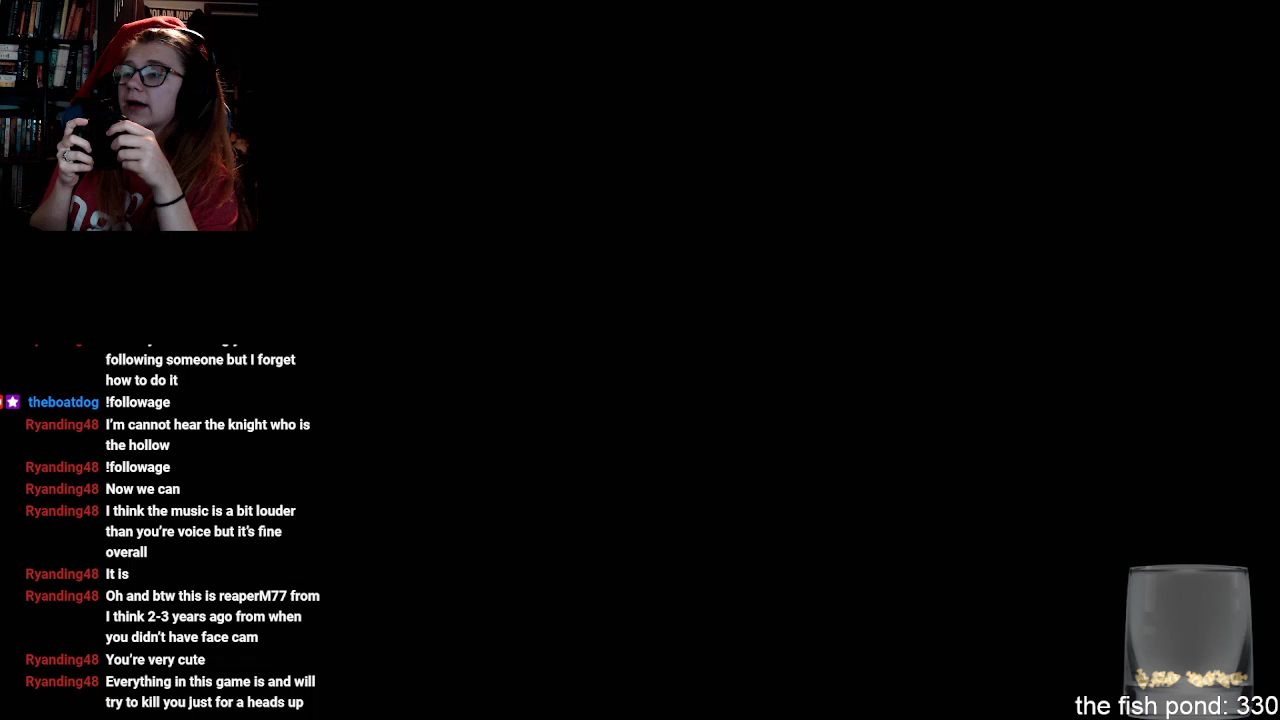 following someone but I forget
how to do it
theboatdog !followage
Ryanding48 I’m cannot hear the knight who is
the hollow
Ryanding48 !followage
Ryanding48 Now we can
Ryanding48 I think the music is a bit louder
than you’re voice but it’s fine
overall
Ryanding48 It is
Ryanding48 Oh and btw this is reaperM77 from
I think 2-3 years ago from when
you didn’t have face cam
Ryanding48 You’re very cute
Ryanding48 Everything in this game is and will
try to kill you just for a heads up
the fish pond: 330